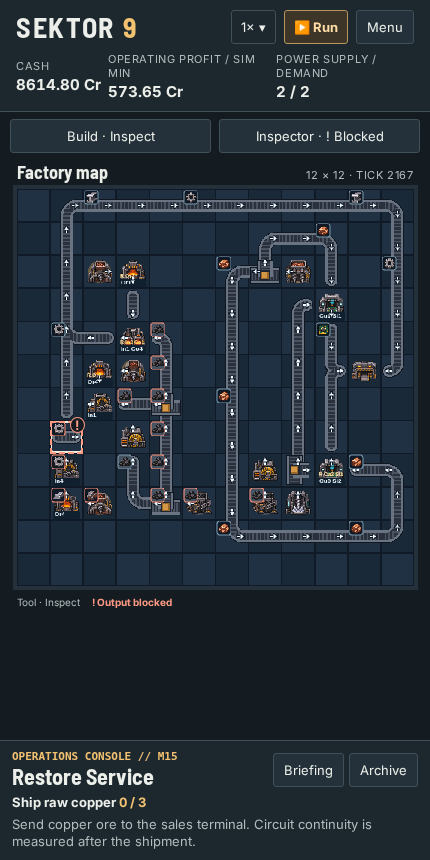 SEKTOR 9
1× ▾
▶ Run
Menu
CASH
8614.80 Cr
OPERATING PROFIT / SIM MIN
573.65 Cr
POWER SUPPLY / DEMAND
2 / 2
Build · Inspect
Inspector · ! Blocked
Factory map
12 × 12 · TICK 2167
Tool · Inspect
! Output blocked
OPERATIONS CONSOLE // M15
Restore Service
Briefing
Archive
Ship raw copper 0 / 3
Send copper ore to the sales terminal. Circuit continuity is
measured after the shipment.